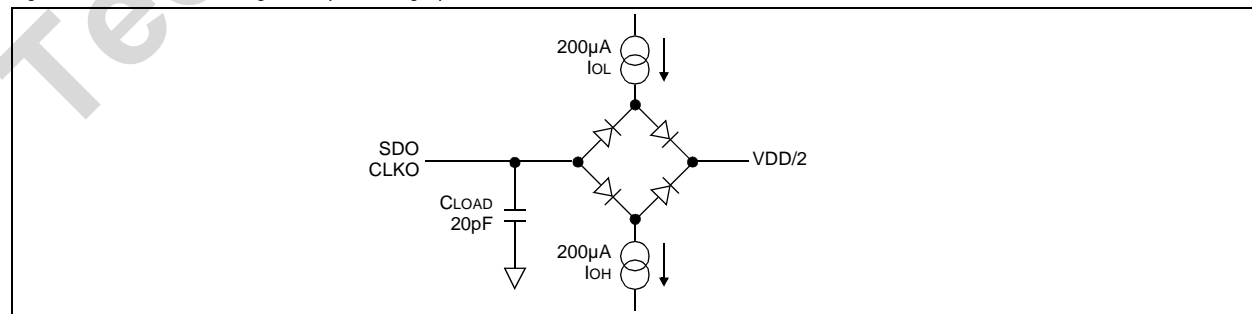 200µA
IOL
SDO
CLKO
VDD/2
CLOAD
20pF
200µA
IOH